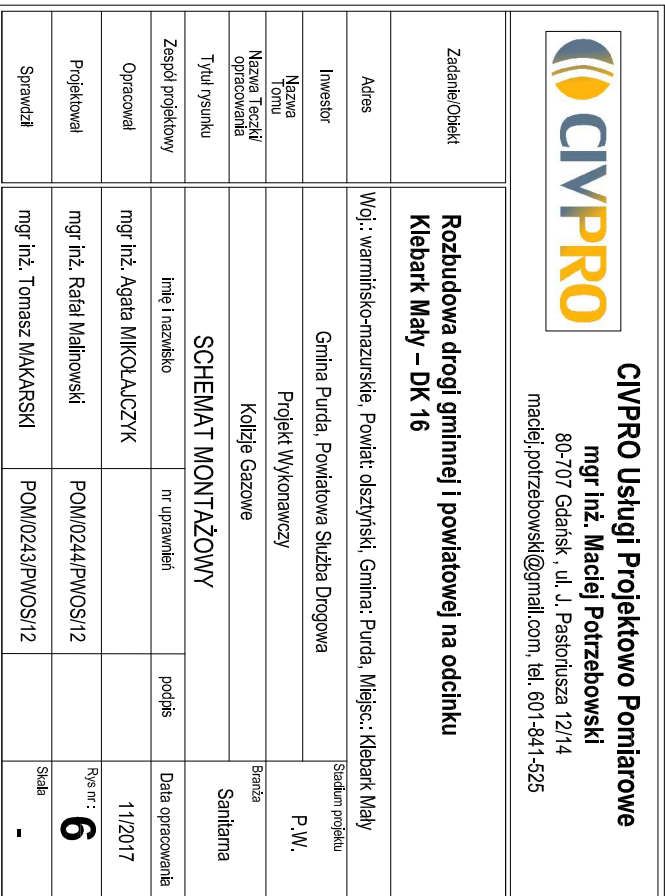 CIVPRO
CIVPRO Usługi Projektowo Pomiarowe
mgr inż. Maciej Potrzebowski
80-707 Gdańsk , ul. J. Pastoriusza 12/14
maciej.potrzebowski@gmail.com, tel. 601-841-525
Zadanie/Obiekt
Rozbudowa drogi gminnej i powiatowej na odcinku
Klebark Mały – DK 16
Adres
Woj.: warmińsko-mazurskie, Powiat: olsztyński, Gmina: Purda, Miejsc.: Klebark Mały
Inwestor
Gmina Purda, Powiatowa Służba Drogowa
Stadium projektu
P.W.
Nazwa
Tomu
Projekt Wykonawczy
Nazwa Teczki/
opracowania
Kolizje Gazowe
Branża
Sanitarna
Tytuł rysunku
SCHEMAT MONTAŻOWY
Zespół projektowy
imię i nazwisko
nr uprawnień
podpis
Data opracowania
Opracował
mgr inż. Agata MIKOŁAJCZYK
11/2017
Projektował
mgr inż. Rafał Malinowski
POM/0244/PWOS/12
Rys nr : 6
Sprawdził
mgr inż. Tomasz MAKARSKI
POM/0243/PWOS/12
Skala
-